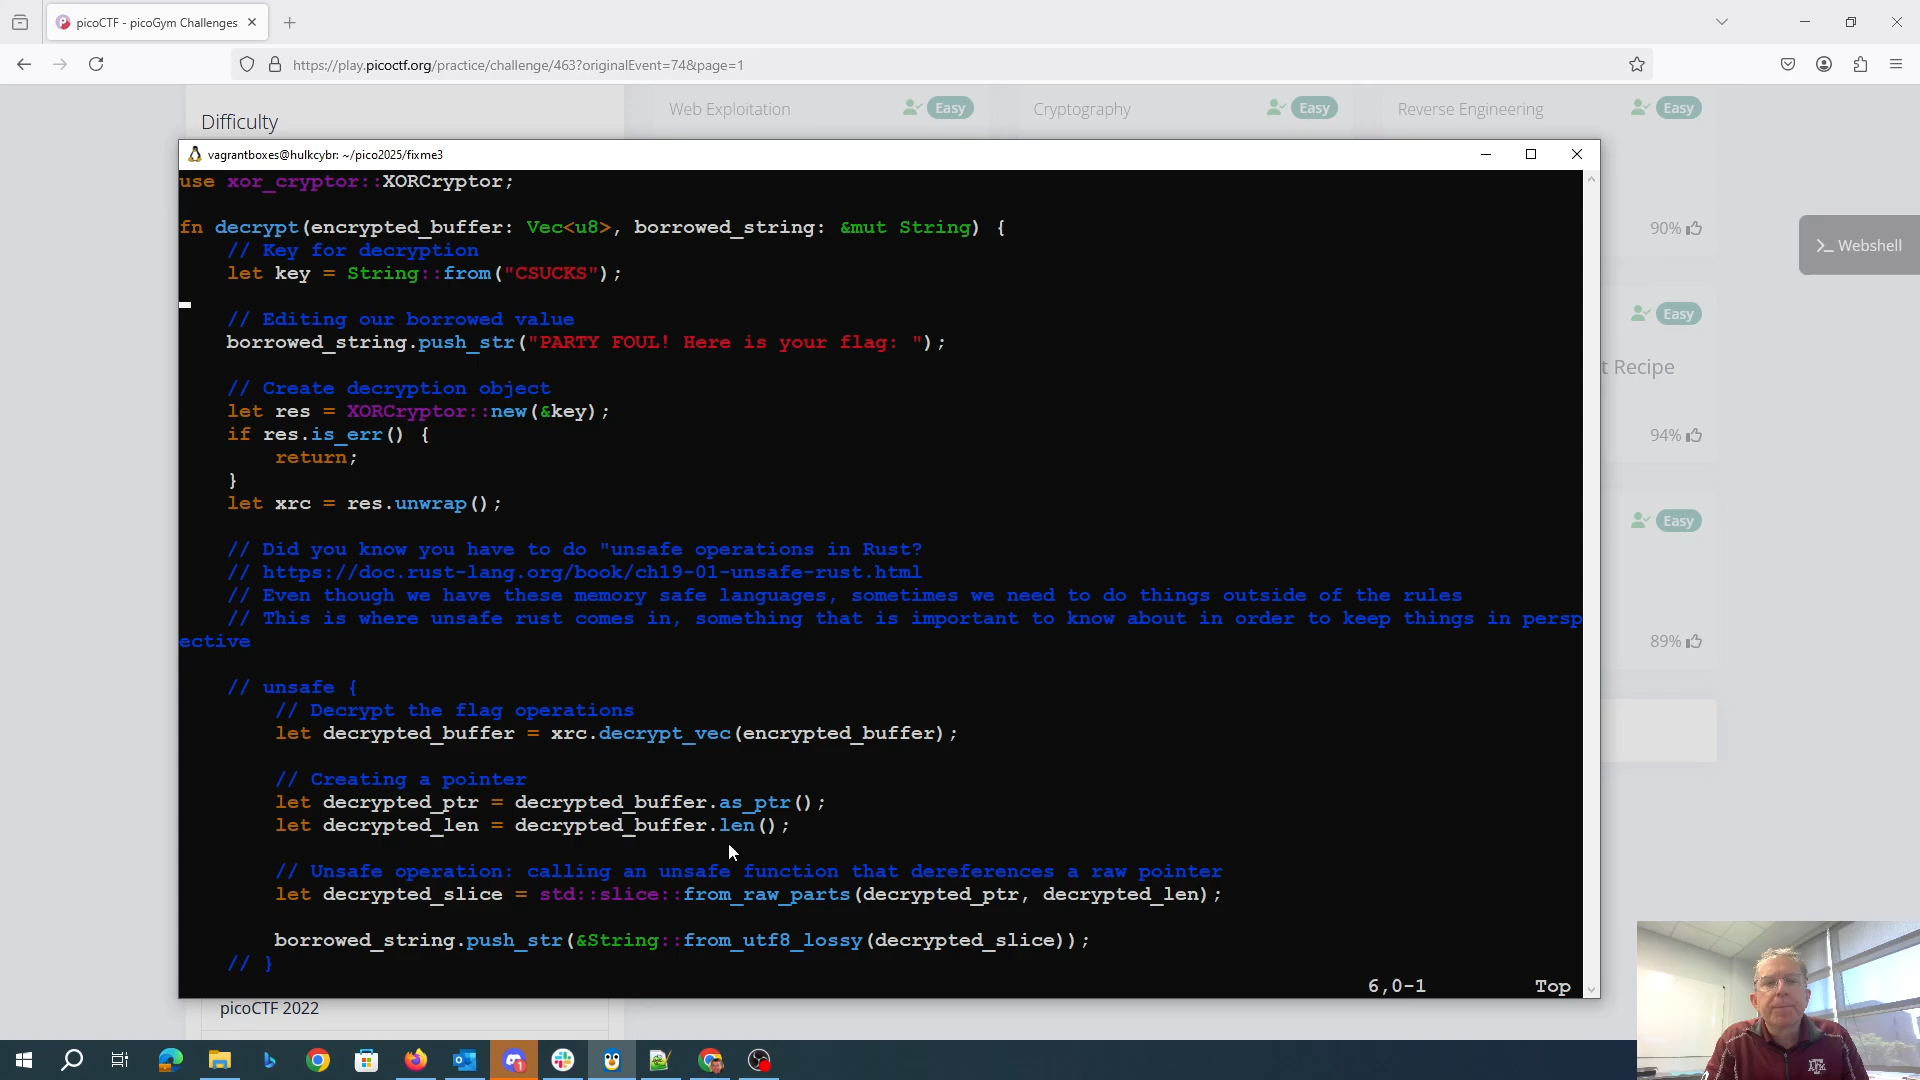 picoCTF - picoGym Challenges
https://play.picoctf.org/practice/challenge/463?originalEvent=74&page=1
Difficulty
Web Exploitation
Easy
Cryptography
Easy
Reverse Engineering
Easy
vagrantboxes@hulkcybr: ~/pico2025/fixme3
use xor_cryptor::XORCryptor;
fn decrypt(encrypted_buffer: Vec<u8>, borrowed_string: &mut String) {
// Key for decryption
let key = String::from("CSUCKS");
// Editing our borrowed value
borrowed_string.push_str("PARTY FOUL! Here is your flag: ");
// Create decryption object
let res = XORCryptor::new(&key);
if res.is_err() {
return;
}
let xrc = res.unwrap();
// Did you know you have to do "unsafe operations in Rust?
// https://doc.rust-lang.org/book/ch19-01-unsafe-rust.html
// Even though we have these memory safe languages, sometimes we need to do things outside of the rules
// This is where unsafe rust comes in, something that is important to know about in order to keep things in persp
ective
// unsafe {
// Decrypt the flag operations
let decrypted_buffer = xrc.decrypt_vec(encrypted_buffer);
// Creating a pointer
let decrypted_ptr = decrypted_buffer.as_ptr();
let decrypted_len = decrypted_buffer.len();
// Unsafe operation: calling an unsafe function that dereferences a raw pointer
let decrypted_slice = std::slice::from_raw_parts(decrypted_ptr, decrypted_len);
borrowed_string.push_str(&String::from_utf8_lossy(decrypted_slice));
// }
6,0-1
Top
90%
>_ Webshell
Easy
t Recipe
94%
Easy
89%
picoCTF 2022
1
ATM